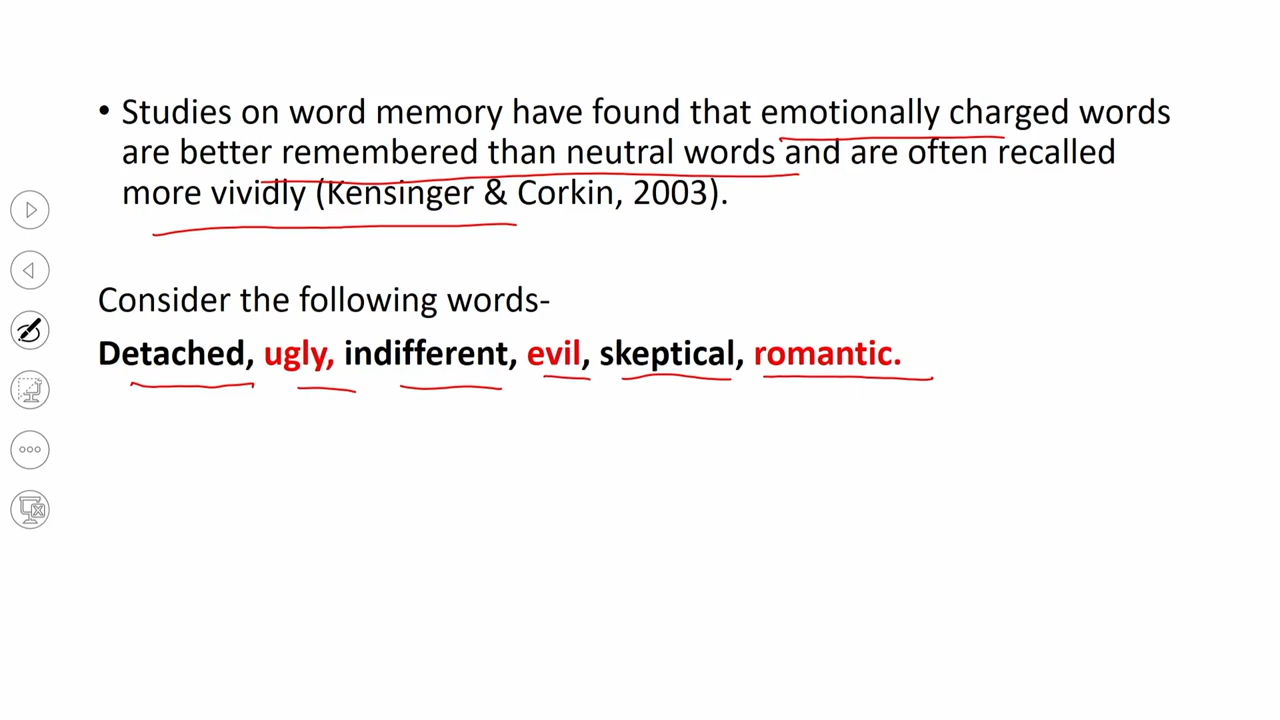 • Studies on word memory have found that emotionally charged words
are better remembered than neutral words and are often recalled
more vividly (Kensinger & Corkin, 2003).
Consider the following words-
Detached, ugly, indifferent, evil, skeptical, romantic.